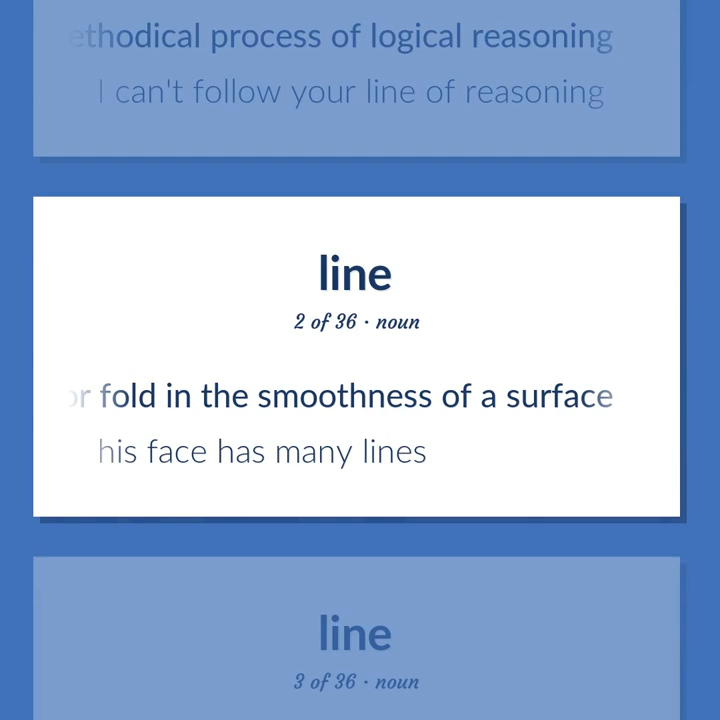 ethodical process of logical reasoning
I can't follow your line of reasoning
line
2 of 36 · noun
or fold in the smoothness of a surface
his face has many lines
line
3 of 36 · noun